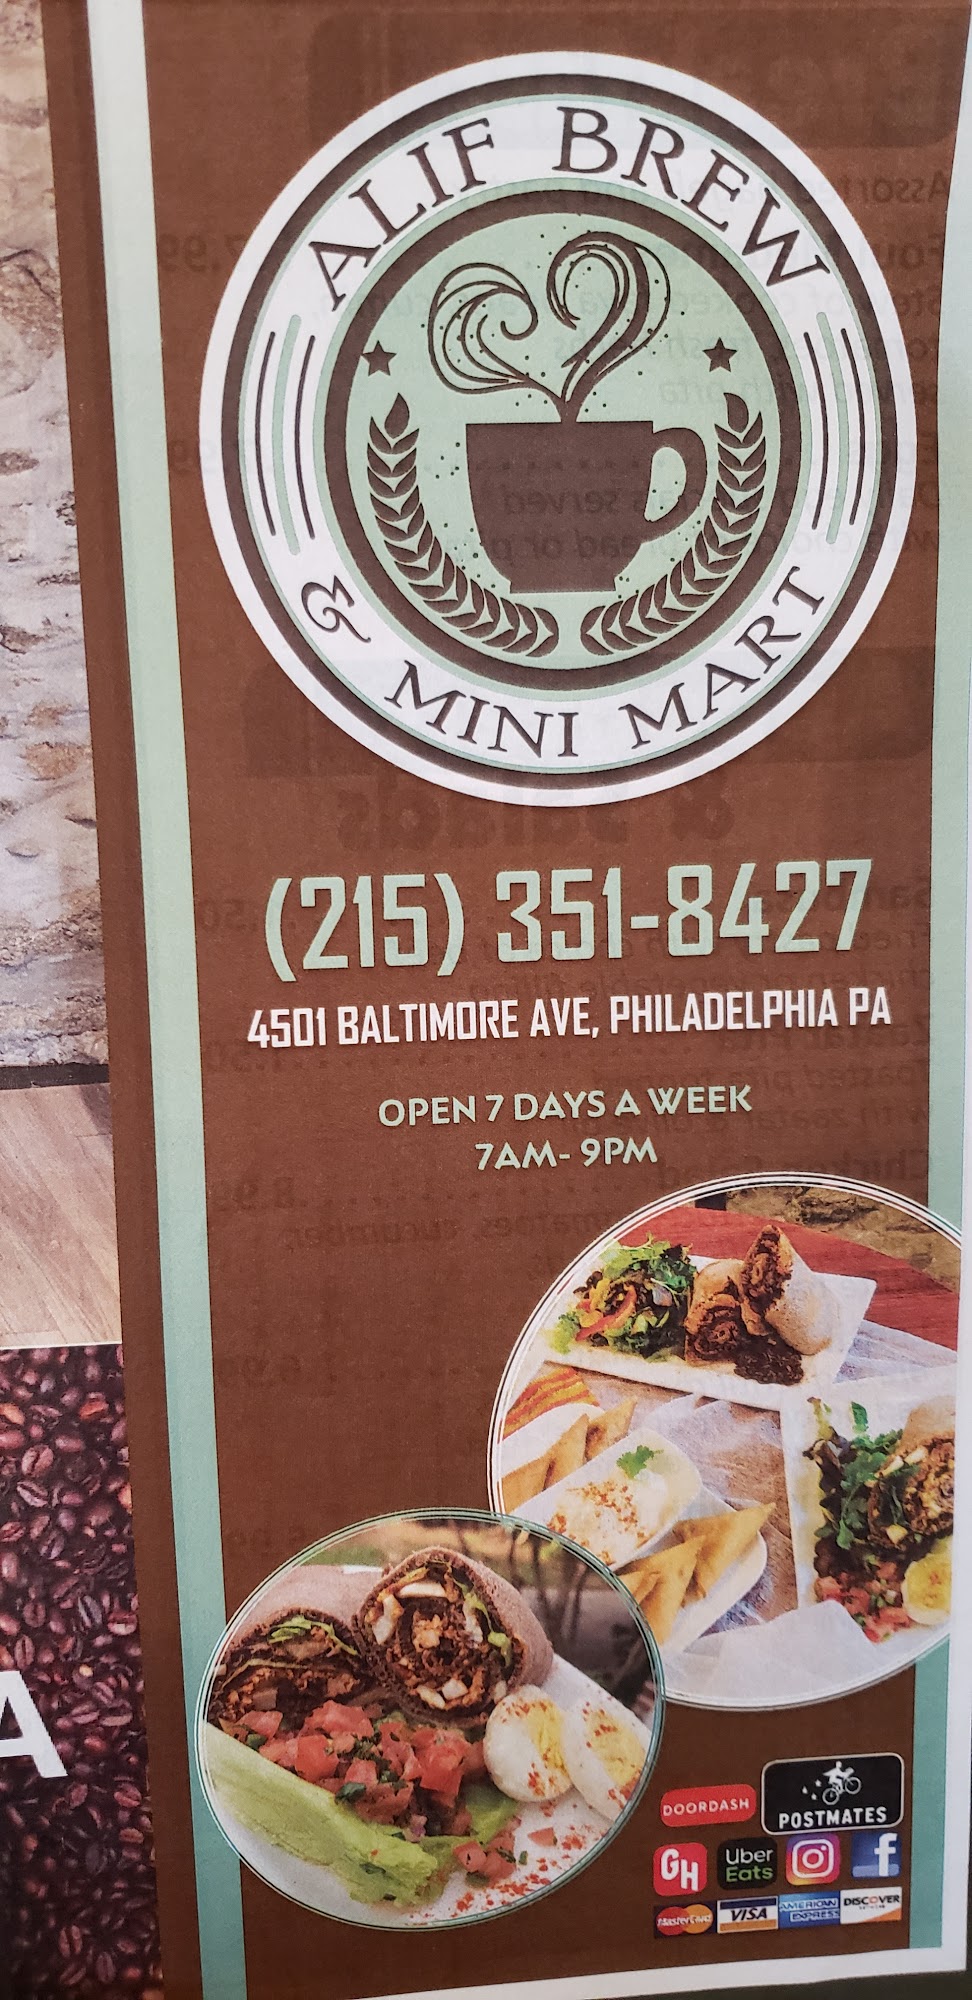 ALIF BREW
& MINI MART
(215) 351-8427
4501 BALTIMORE AVE, PHILADELPHIA PA
OPEN 7 DAYS A WEEK
7AM- 9PM
DOORDASH
POSTMATES
GH
Uber
Eats
f
MasterCard
VISA
AMERICAN
EXPRESS
DISCOVER
NETWORK
A